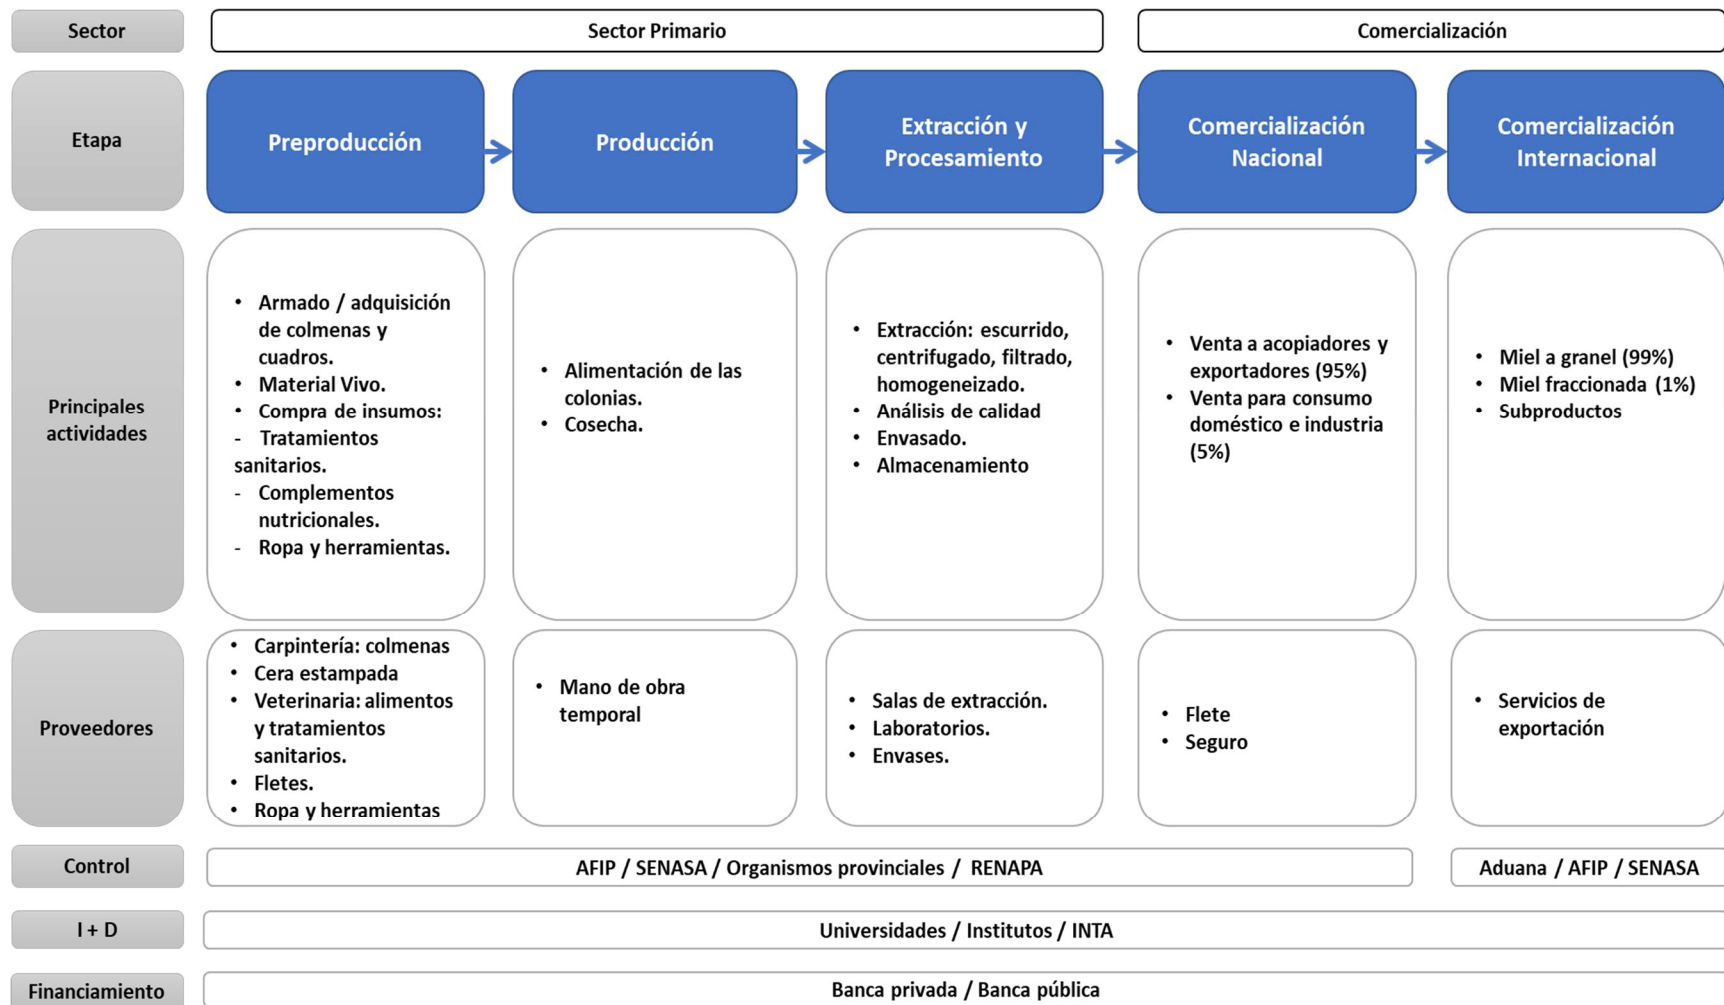 Sector
Sector Primario
Comercialización
Etapa
Preproducción
Producción
Extracción y
Procesamiento
Comercialización
Nacional
Comercialización
Internacional
Principales
actividades
• Armado / adquisición
de colmenas y
cuadros.
• Material Vivo.
• Compra de insumos:
- Tratamientos
sanitarios.
- Complementos
nutricionales.
- Ropa y herramientas.
• Alimentación de las
colonias.
• Cosecha.
• Extracción: escurrido,
centrifugado, filtrado,
homogeneizado.
• Análisis de calidad
• Envasado.
• Almacenamiento
• Venta a acopiadores y
exportadores (95%)
• Venta para consumo
doméstico e industria
(5%)
• Miel a granel (99%)
• Miel fraccionada (1%)
• Subproductos
Proveedores
• Carpintería: colmenas
• Cera estampada
• Veterinaria: alimentos
y tratamientos
sanitarios.
• Fletes.
• Ropa y herramientas
• Mano de obra
temporal
• Salas de extracción.
• Laboratorios.
• Envases.
• Flete
• Seguro
• Servicios de
exportación
Control
AFIP / SENASA / Organismos provinciales / RENAPA
Aduana / AFIP / SENASA
I + D
Universidades / Institutos / INTA
Financiamiento
Banca privada / Banca pública